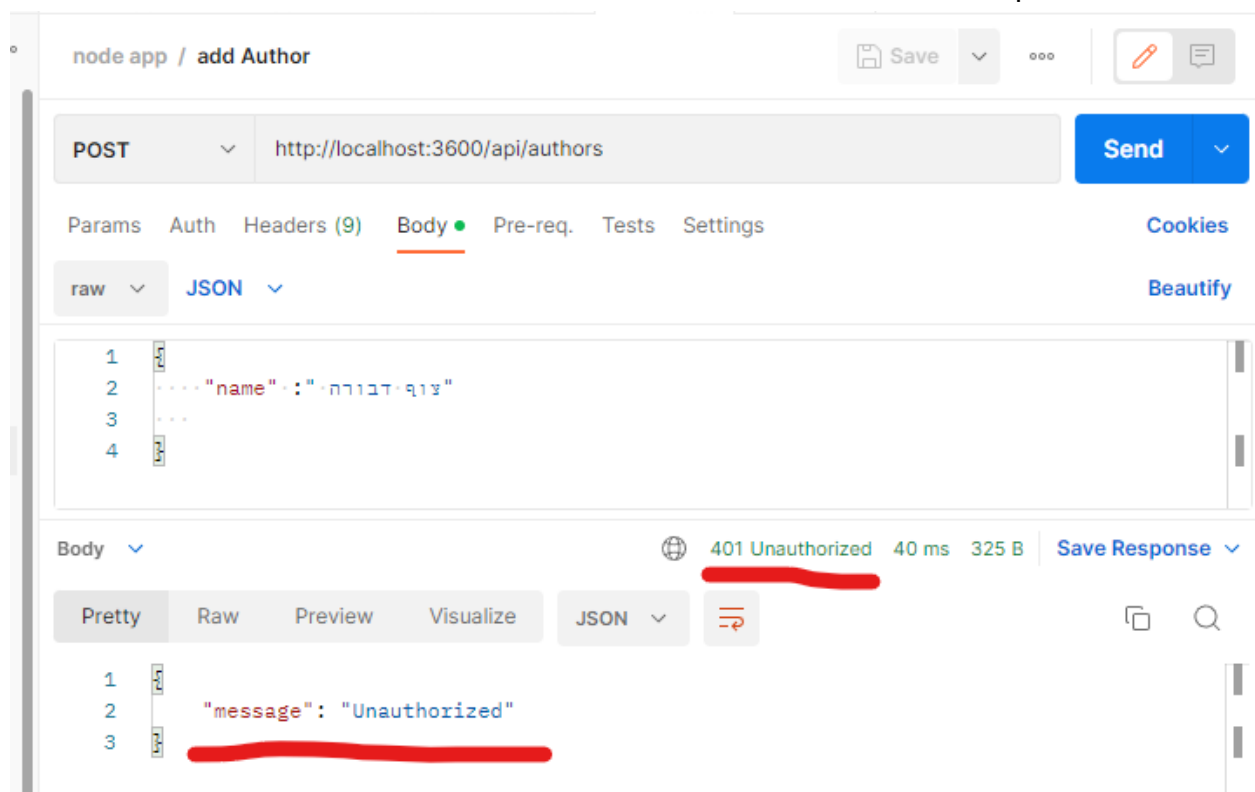 node app / add Author
Save
POST http://localhost:3600/api/authors Send
Params Auth Headers (9) Body Pre-req. Tests Settings Cookies
raw JSON Beautify
1 {
2 "name" :" צוף דבורה"
3
4 }
Body 401 Unauthorized 40 ms 325 B Save Response
Pretty Raw Preview Visualize JSON
1 {
2 "message": "Unauthorized"
3 }